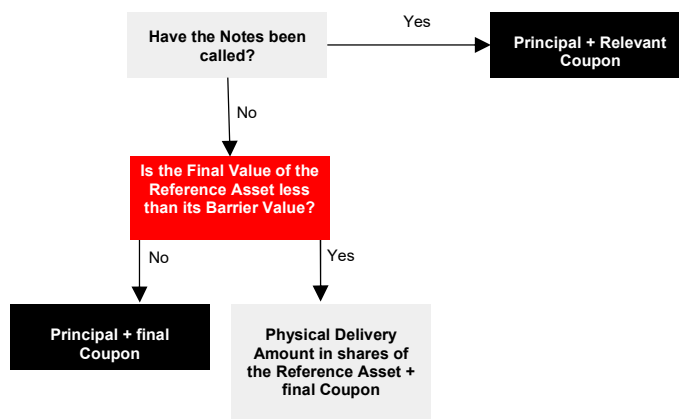 Have the Notes been
called?
Yes
Principal + Relevant
Coupon
No
Is the Final Value of the
Reference Asset less
than its Barrier Value?
No
Yes
Principal + final
Coupon
Physical Delivery
Amount in shares of
the Reference Asset +
final Coupon